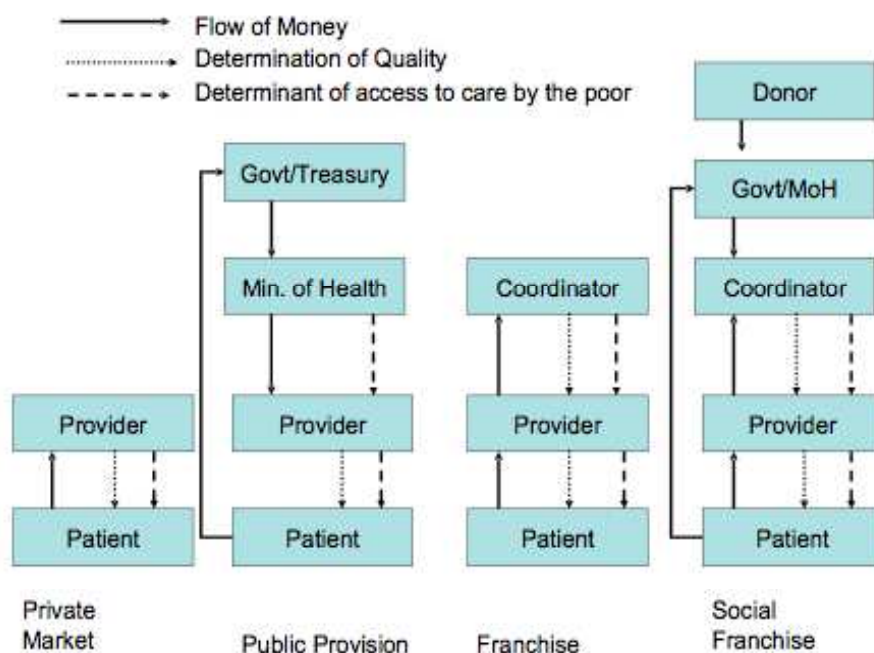 Flow of Money
Determination of Quality
Determinant of access to care by the poor
Donor
Govt/Treasury
Govt/MoH
Min. of Health
Coordinator
Coordinator
Provider
Provider
Provider
Provider
Patient
Patient
Patient
Patient
Private
Market
Public Provision
Franchise
Social
Franchise